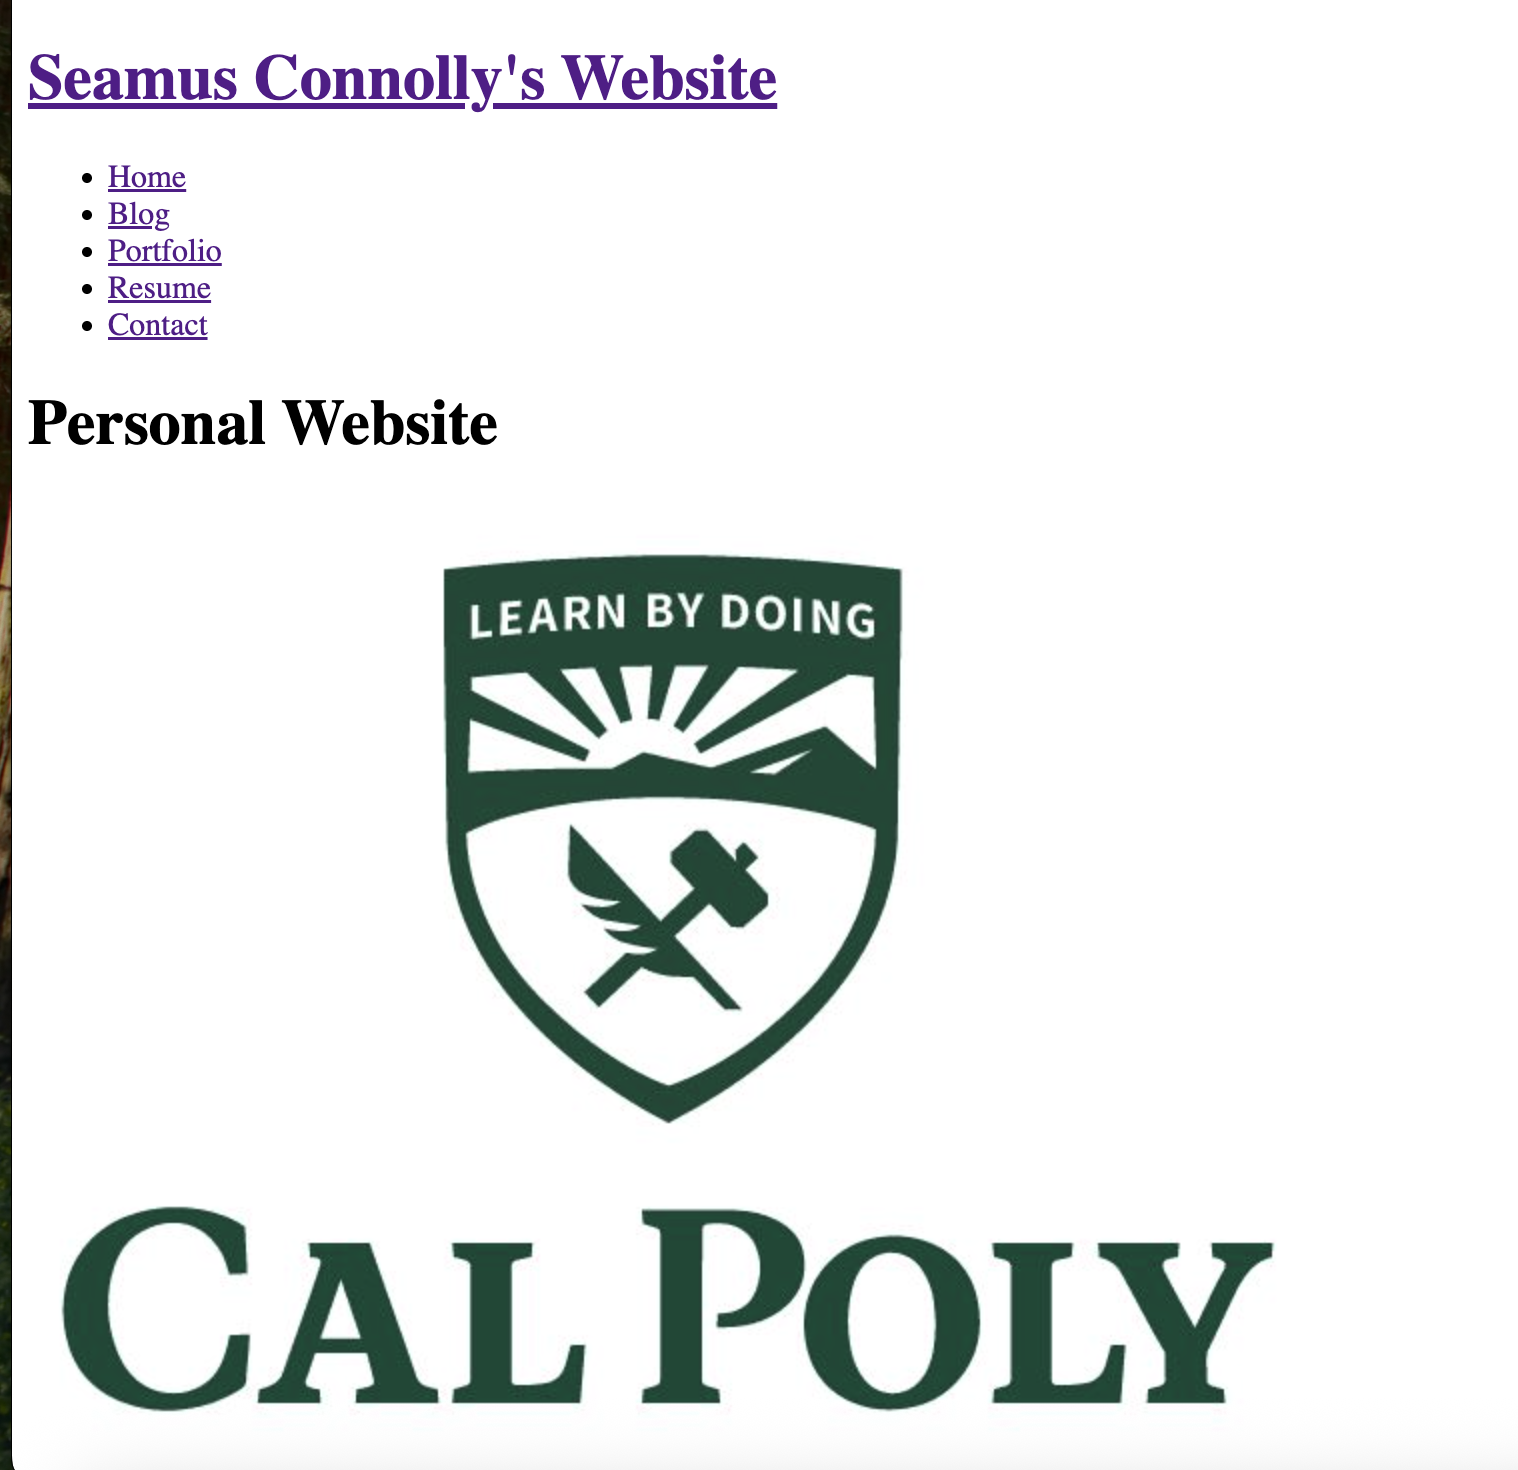 Seamus Connolly's Website
Home
Blog
Portfolio
Resume
Contact
Personal Website
LEARN BY DOING
CAL POLY